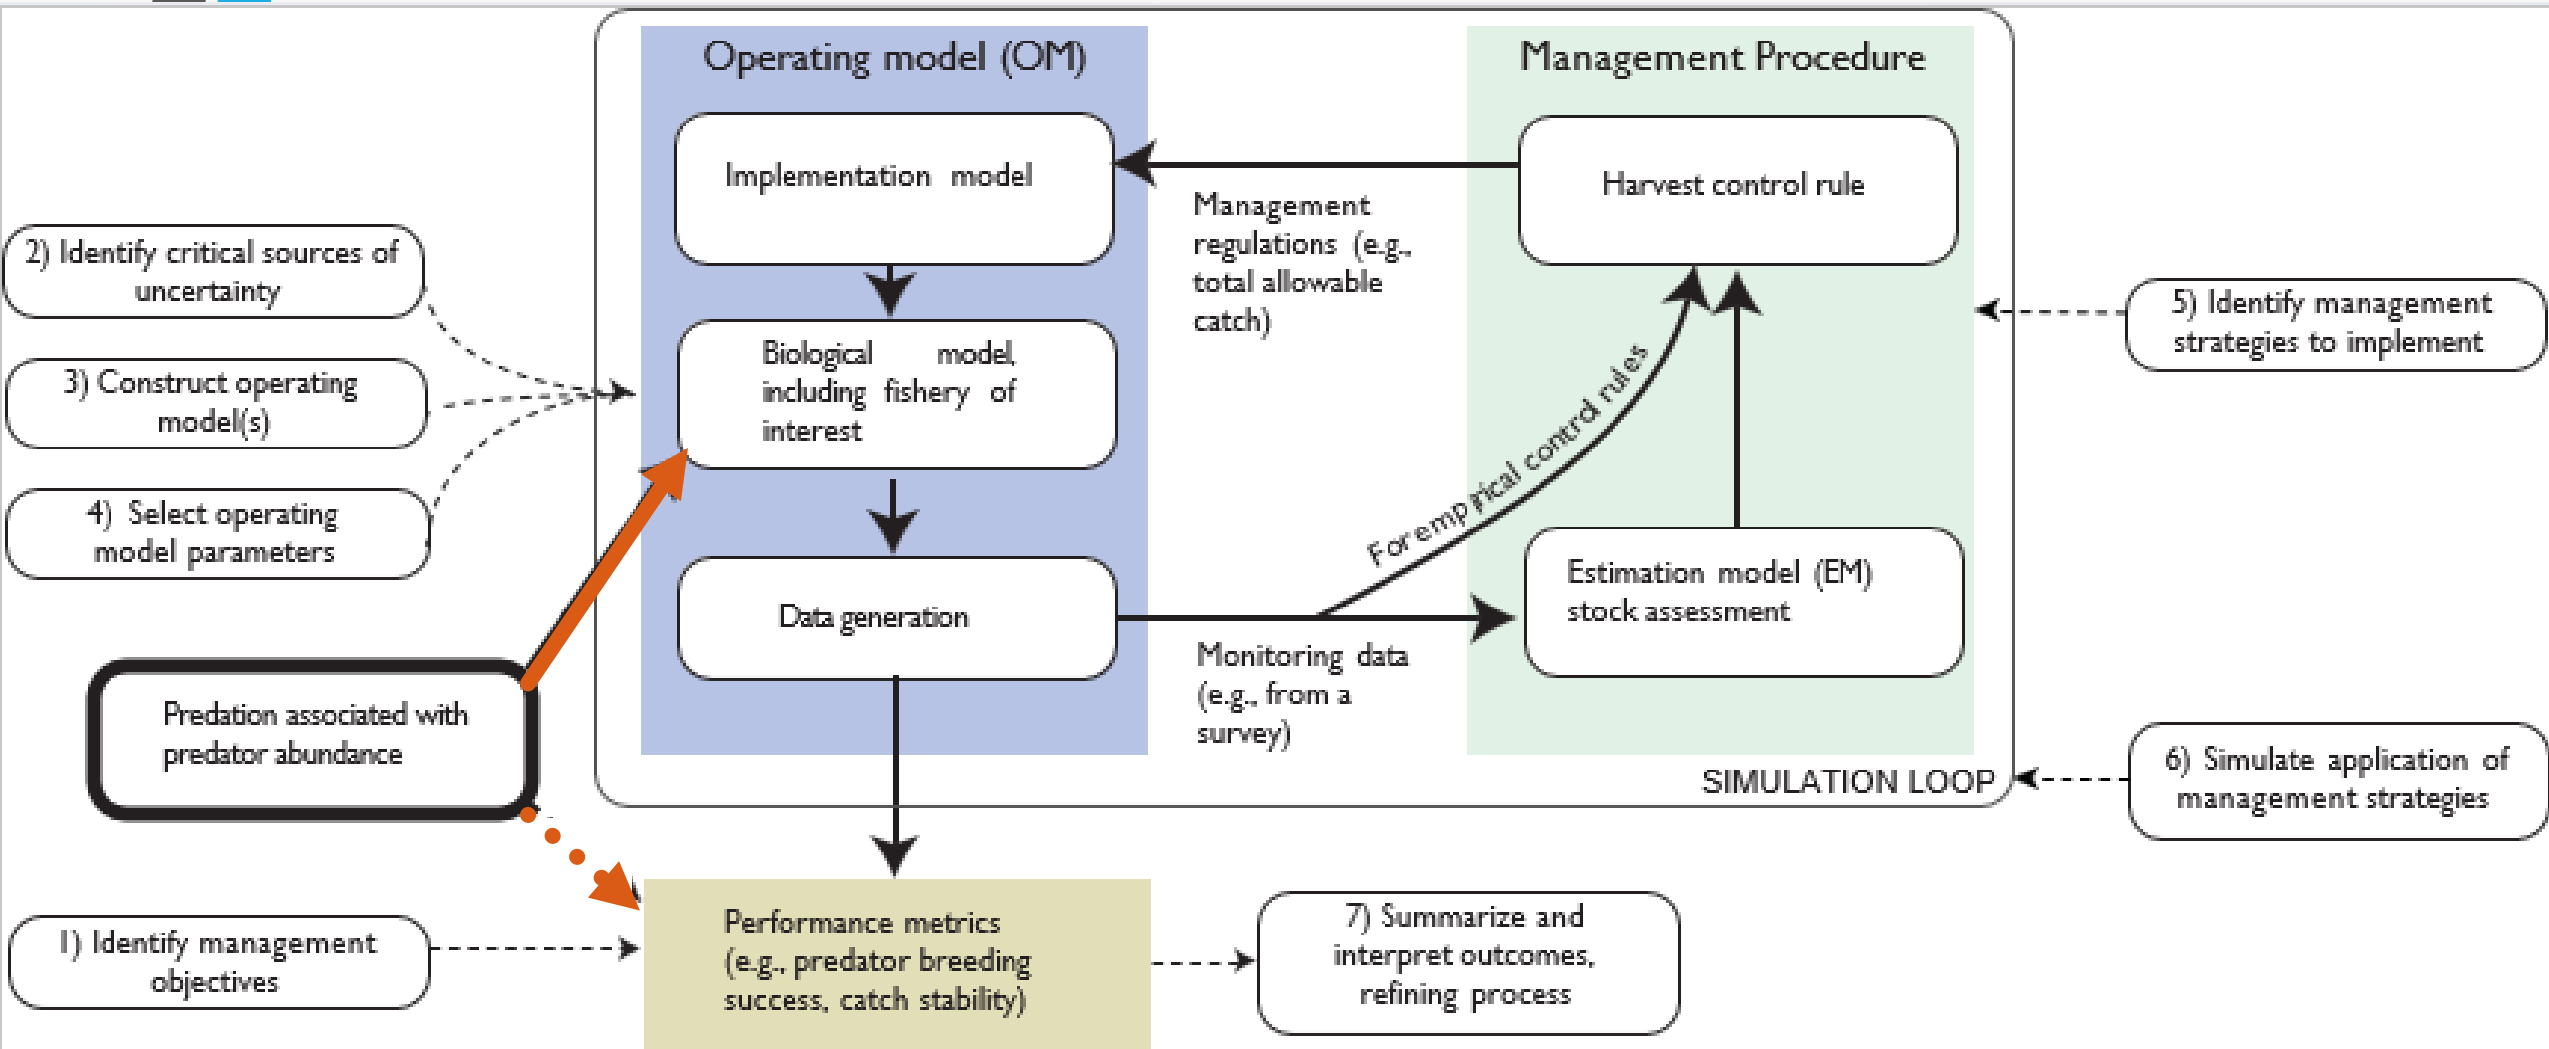 Operating model (OM)
Management Procedure
Implementation model
Harvest control rule
Management
regulations (e.g.,
total allowable
catch)
2) Identify critical sources of
uncertainty
3) Construct operating
model(s)
4) Select operating
model parameters
Biological model,
including fishery of
interest
For empirical control rules
5) Identify management
strategies to implement
Data generation
Estimation model (EM)
stock assessment
Monitoring data
(e.g., from a
survey)
Predation associated with
predator abundance
SIMULATION LOOP
6) Simulate application of
management strategies
1) Identify management
objectives
Performance metrics
(e.g., predator breeding
success, catch stability)
7) Summarize and
interpret outcomes,
refining process